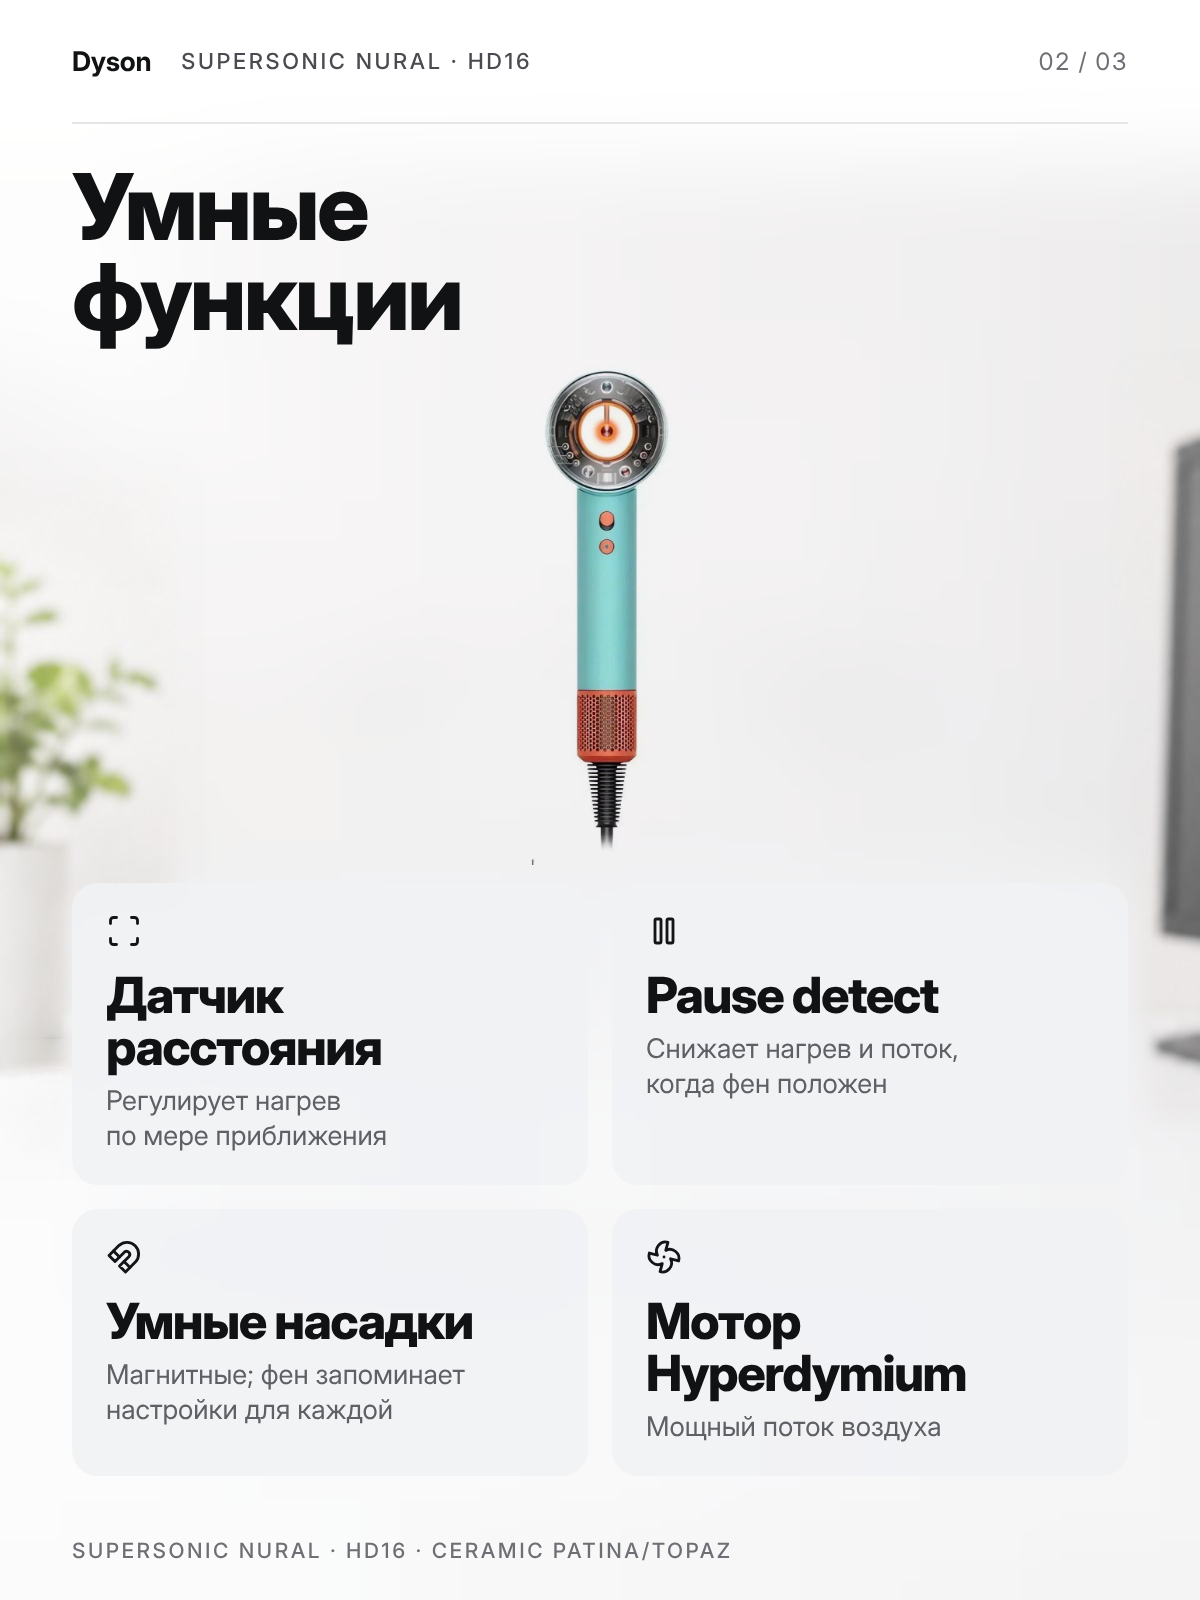 Dyson SUPERSONIC NURAL · HD16 02 / 03
Умные
функции
Датчик
расстояния
Регулирует нагрев
по мере приближения
Pause detect
Снижает нагрев и поток,
когда фен положен
Умные насадки
Магнитные; фен запоминает
настройки для каждой
Мотор
Hyperdymium
Мощный поток воздуха
SUPERSONIC NURAL · HD16 · CERAMIC PATINA/TOPAZ